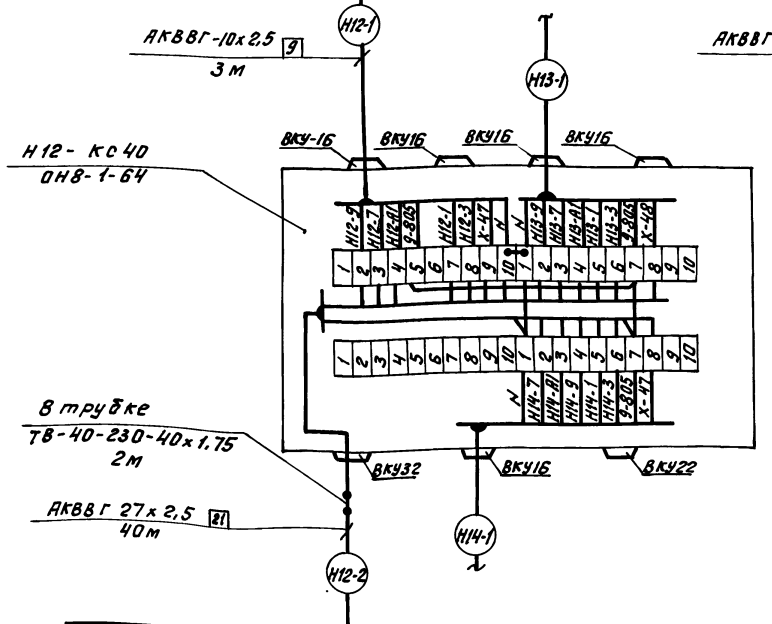 Н12-1
АКВВГ-10х2,5 9
3 м
АКВВГ
Н13-1
ВКУ-16 ВКУ16 ВКУ16 ВКУ16
Н12- КС40
ОН8-1-64
Н12-9 Н12-7 Н12-А1 9-805 Н12-1 Н12-3 Х-47 N N Н13-9 Н13-7 Н13-А1 Н13-1 Н13-3 9-805 Х-48
1 2 3 4 5 6 7 8 9 10 1 2 3 4 5 6 7 8 9 10
1 2 3 4 5 6 7 8 9 10 1 2 3 4 5 6 7 8 9 10
N Н14-7 Н14-А1 Н14-9 Н14-1 Н14-3 9-805 Х-47
В трубке
ТВ-40-230-40х1.75
2м
ВКУ32 ВКУ16 ВКУ22
АКВВГ 27х2,5 21
40м
Н14-1
Н12-2